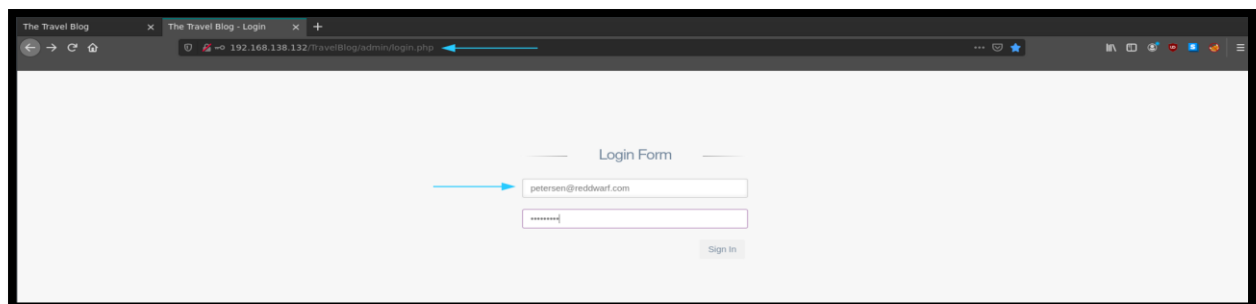 The Travel Blog
The Travel Blog - Login
192.168.138.132/TravelBlog/admin/login.php
Login Form
petersen@reddwarf.com
Sign In